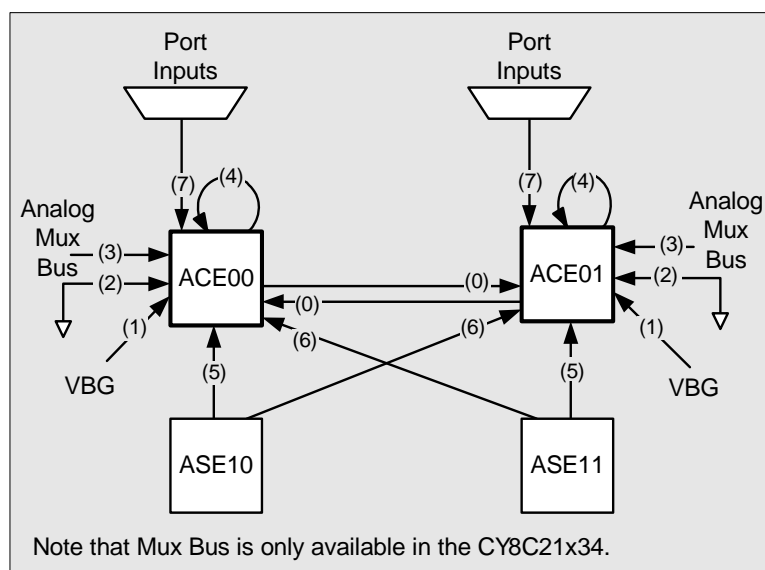 Port
Inputs
Port
Inputs
(7)
(4)
(7)
(4)
Analog
Mux
Bus
(3)
(2)
(1)
VBG
ACE00
(0)
(0)
ACE01
Analog
Mux
Bus
(3)
(2)
(1)
VBG
(6)
(6)
(5)
(5)
ASE10
ASE11
Note that Mux Bus is only available in the CY8C21x34.